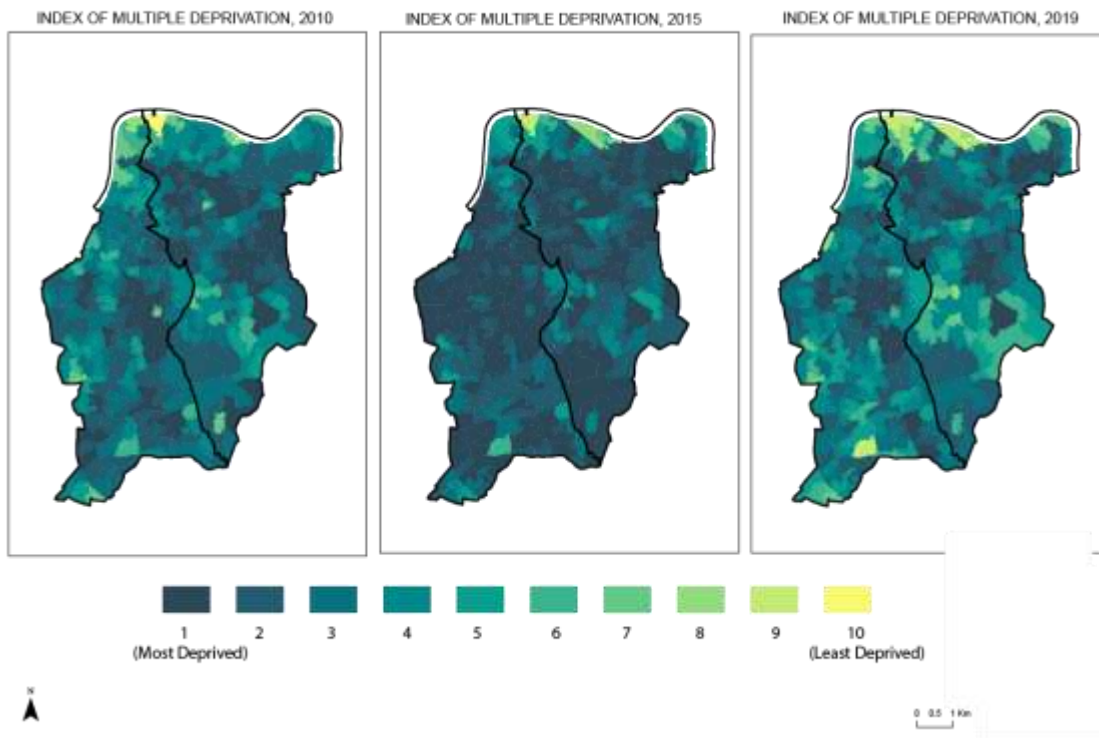 INDEX OF MULTIPLE DEPRIVATION, 2010
INDEX OF MULTIPLE DEPRIVATION, 2015
INDEX OF MULTIPLE DEPRIVATION, 2019
1 2 3 4 5 6 7 8 9 10
(Most Deprived) (Least Deprived)
N
0 0.5 1 Km